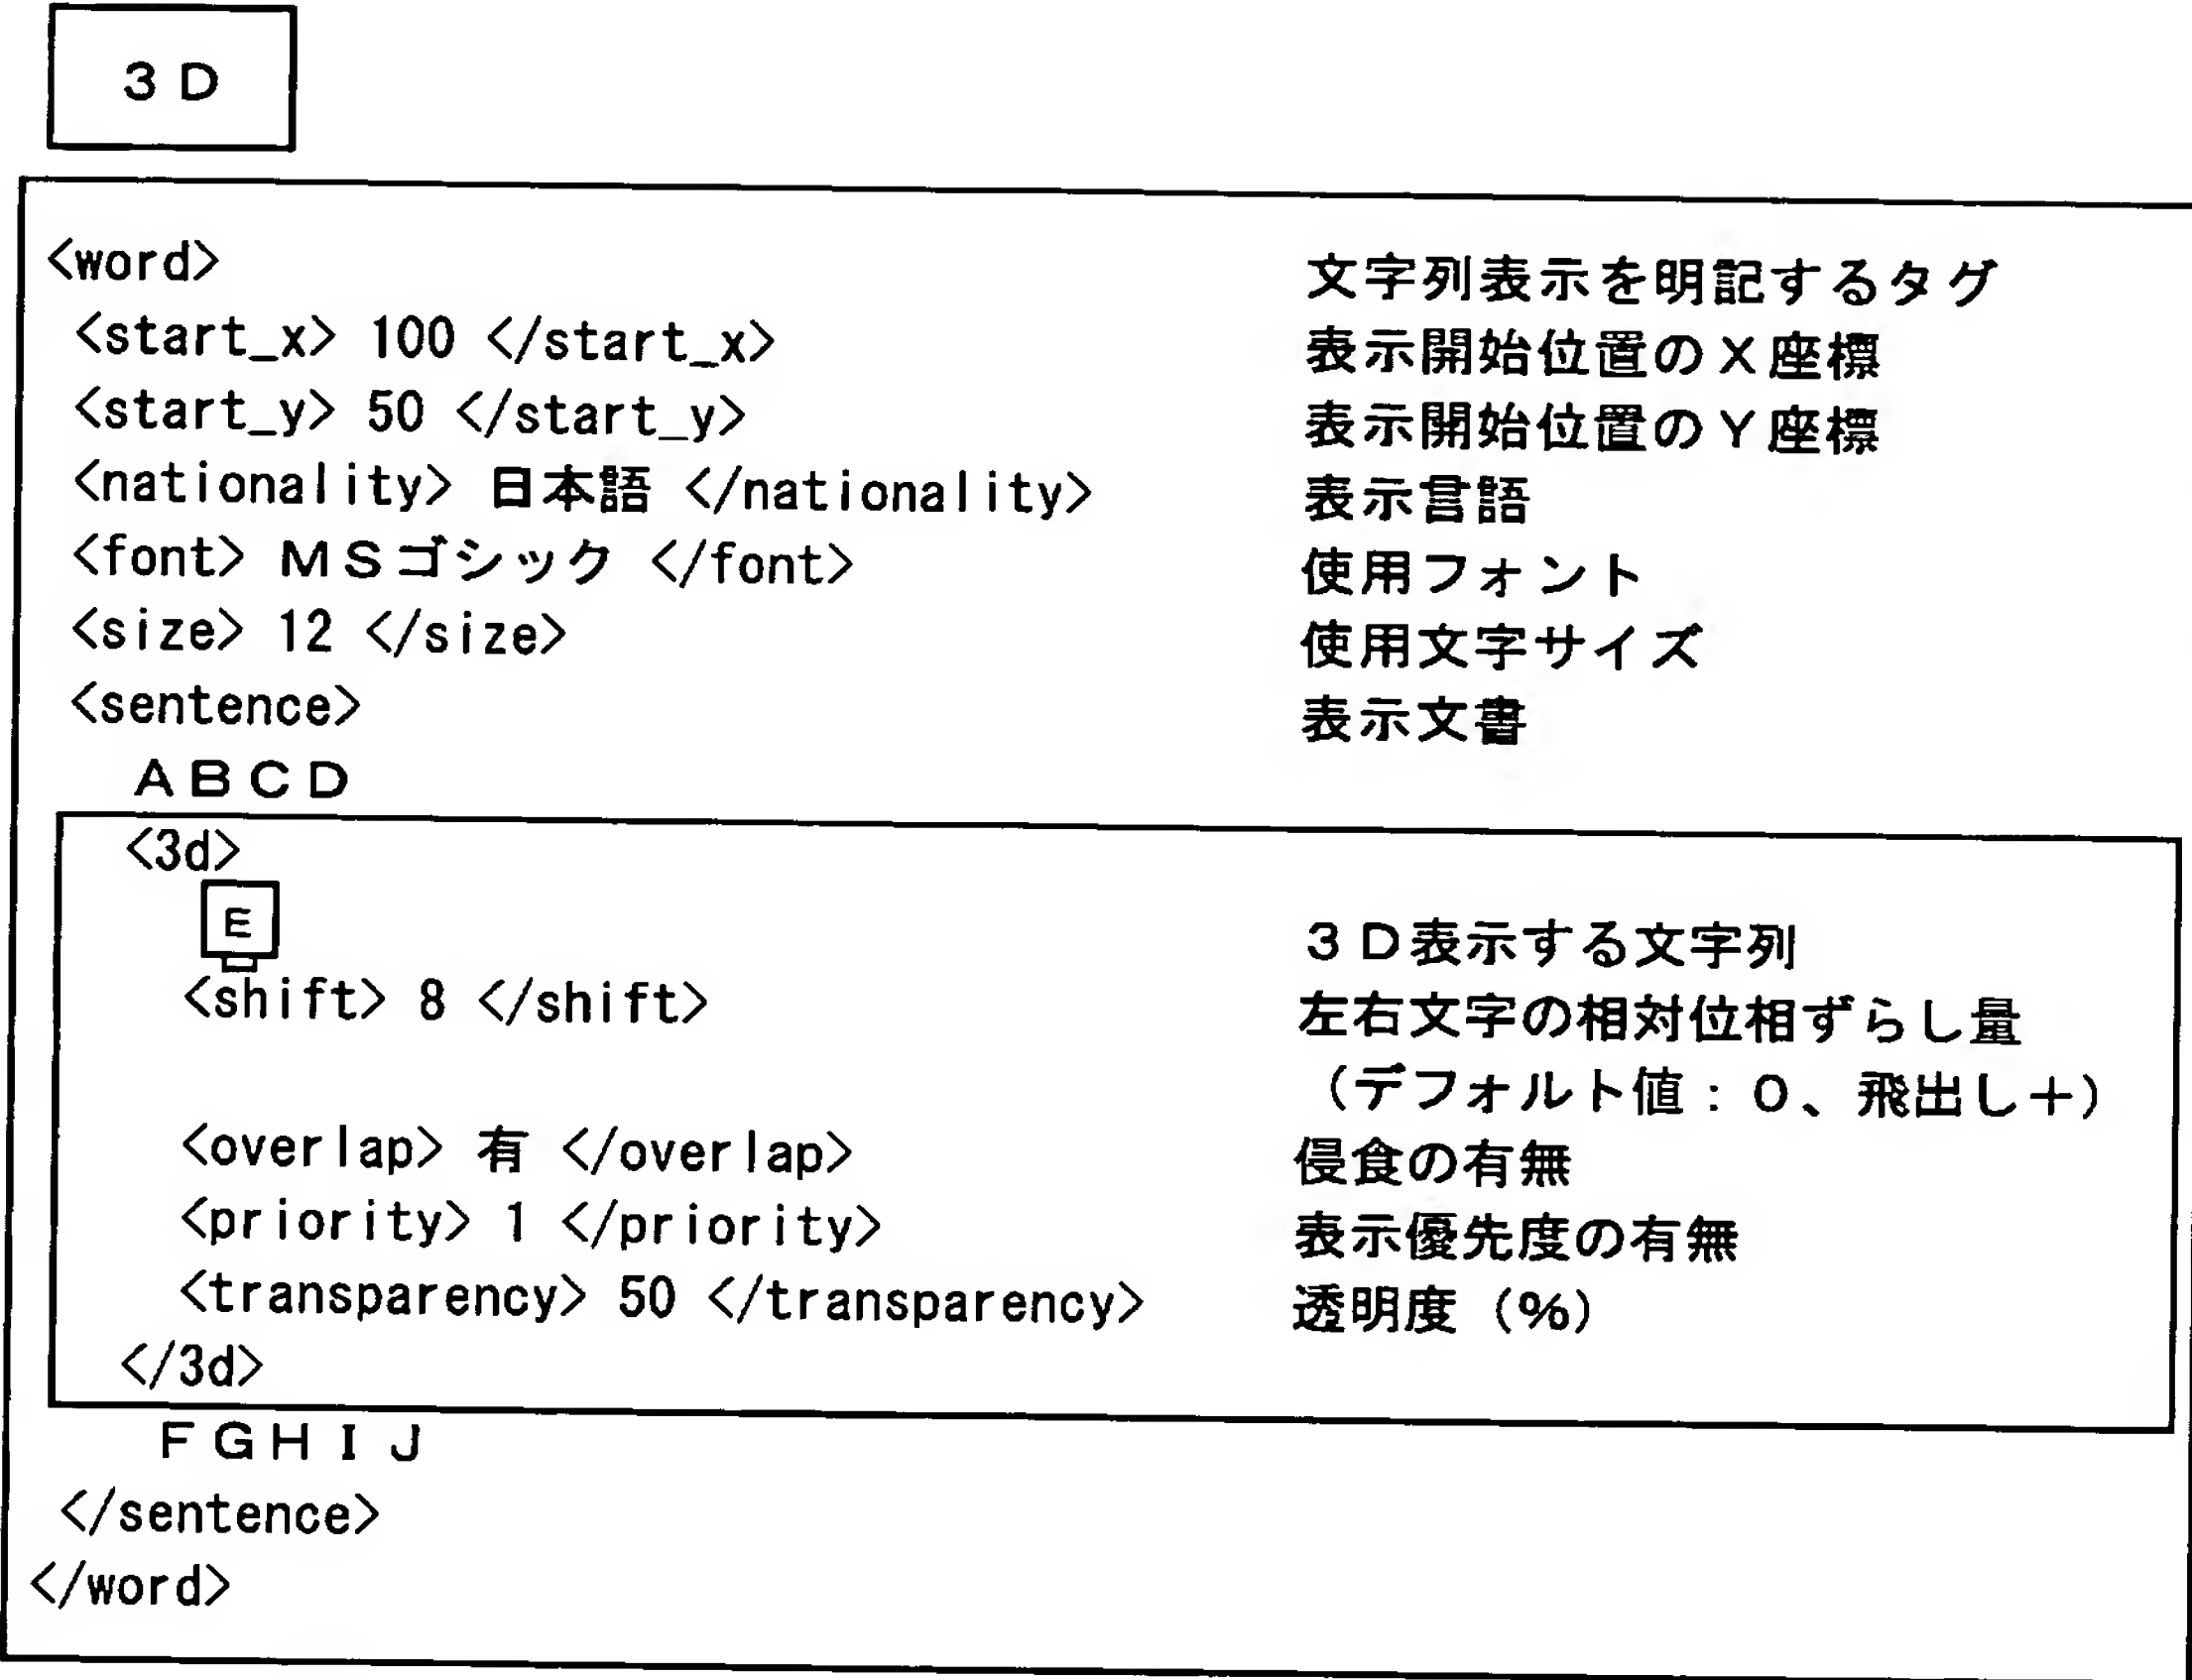 ３Ｄ
<word> 文字列表示を明記するタグ
<start_x> 100 </start_x> 表示開始位置のＸ座標
<start_y> 50 </start_y> 表示開始位置のＹ座標
<nationality> 日本語 </nationality> 表示言語
<font> ＭＳゴシック </font> 使用フォント
<size> 12 </size> 使用文字サイズ
<sentence> 表示文書
ＡＢＣＤ
<3d>
Ｅ ３Ｄ表示する文字列
<shift> 8 </shift> 左右文字の相対位相ずらし量
（デフォルト値：０、飛出し＋）
<overlap> 有 </overlap> 侵食の有無
<priority> 1 </priority> 表示優先度の有無
<transparency> 50 </transparency> 透明度（％）
</3d>
ＦＧＨＩＪ
</sentence>
</word>